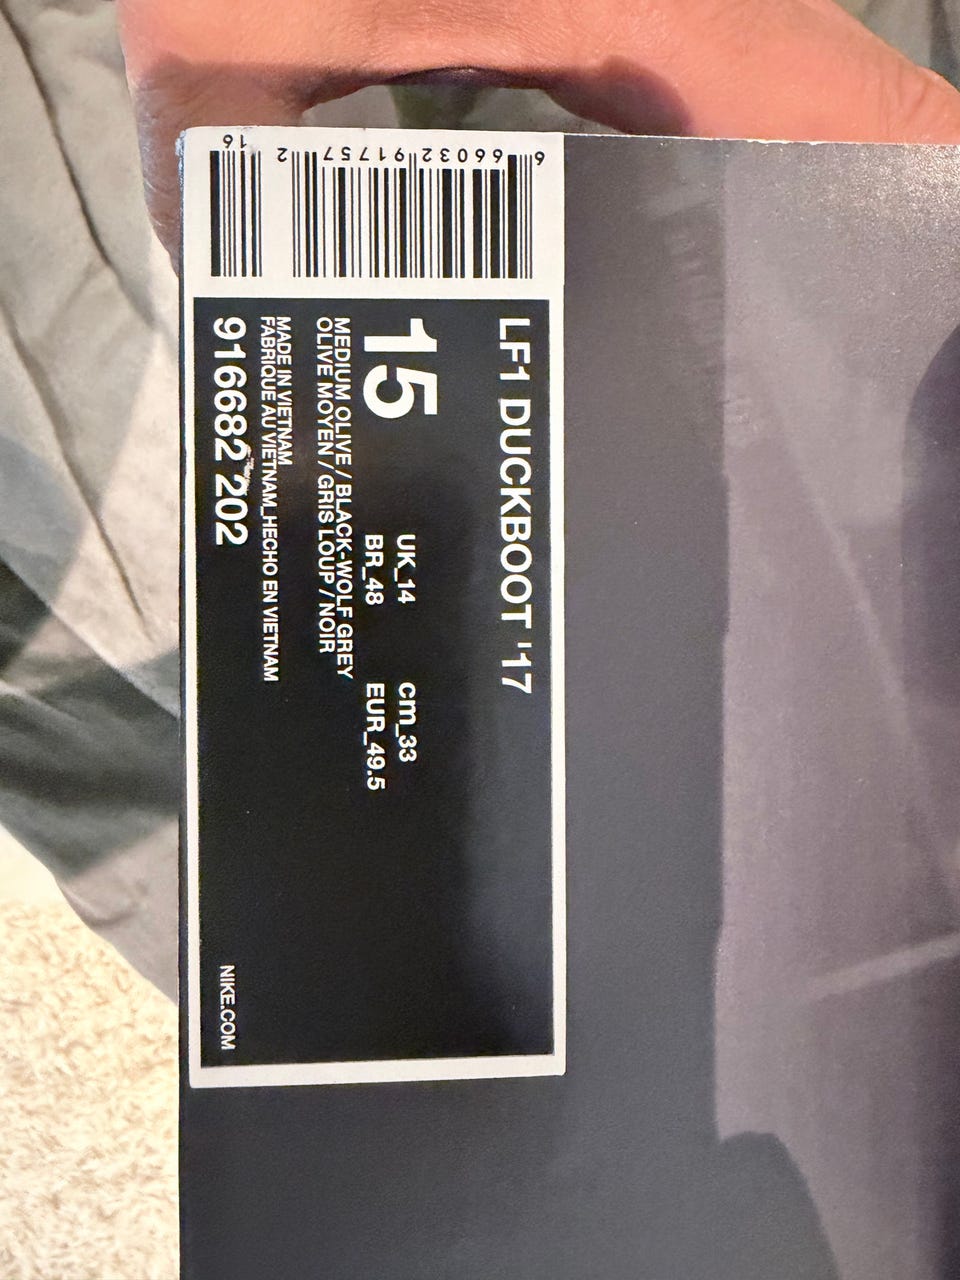 LF1 DUCKBOOT '17
15
UK_14 cm_33
BR_48 EUR_49.5
MEDIUM OLIVE / BLACK-WOLF GREY
OLIVE MOYEN / GRIS LOUP / NOIR
MADE IN VIETNAM
FABRIQUE AU VIETNAM_HECHO EN VIETNAM
916682 202
NIKE.COM
6 66032 91757 2 91